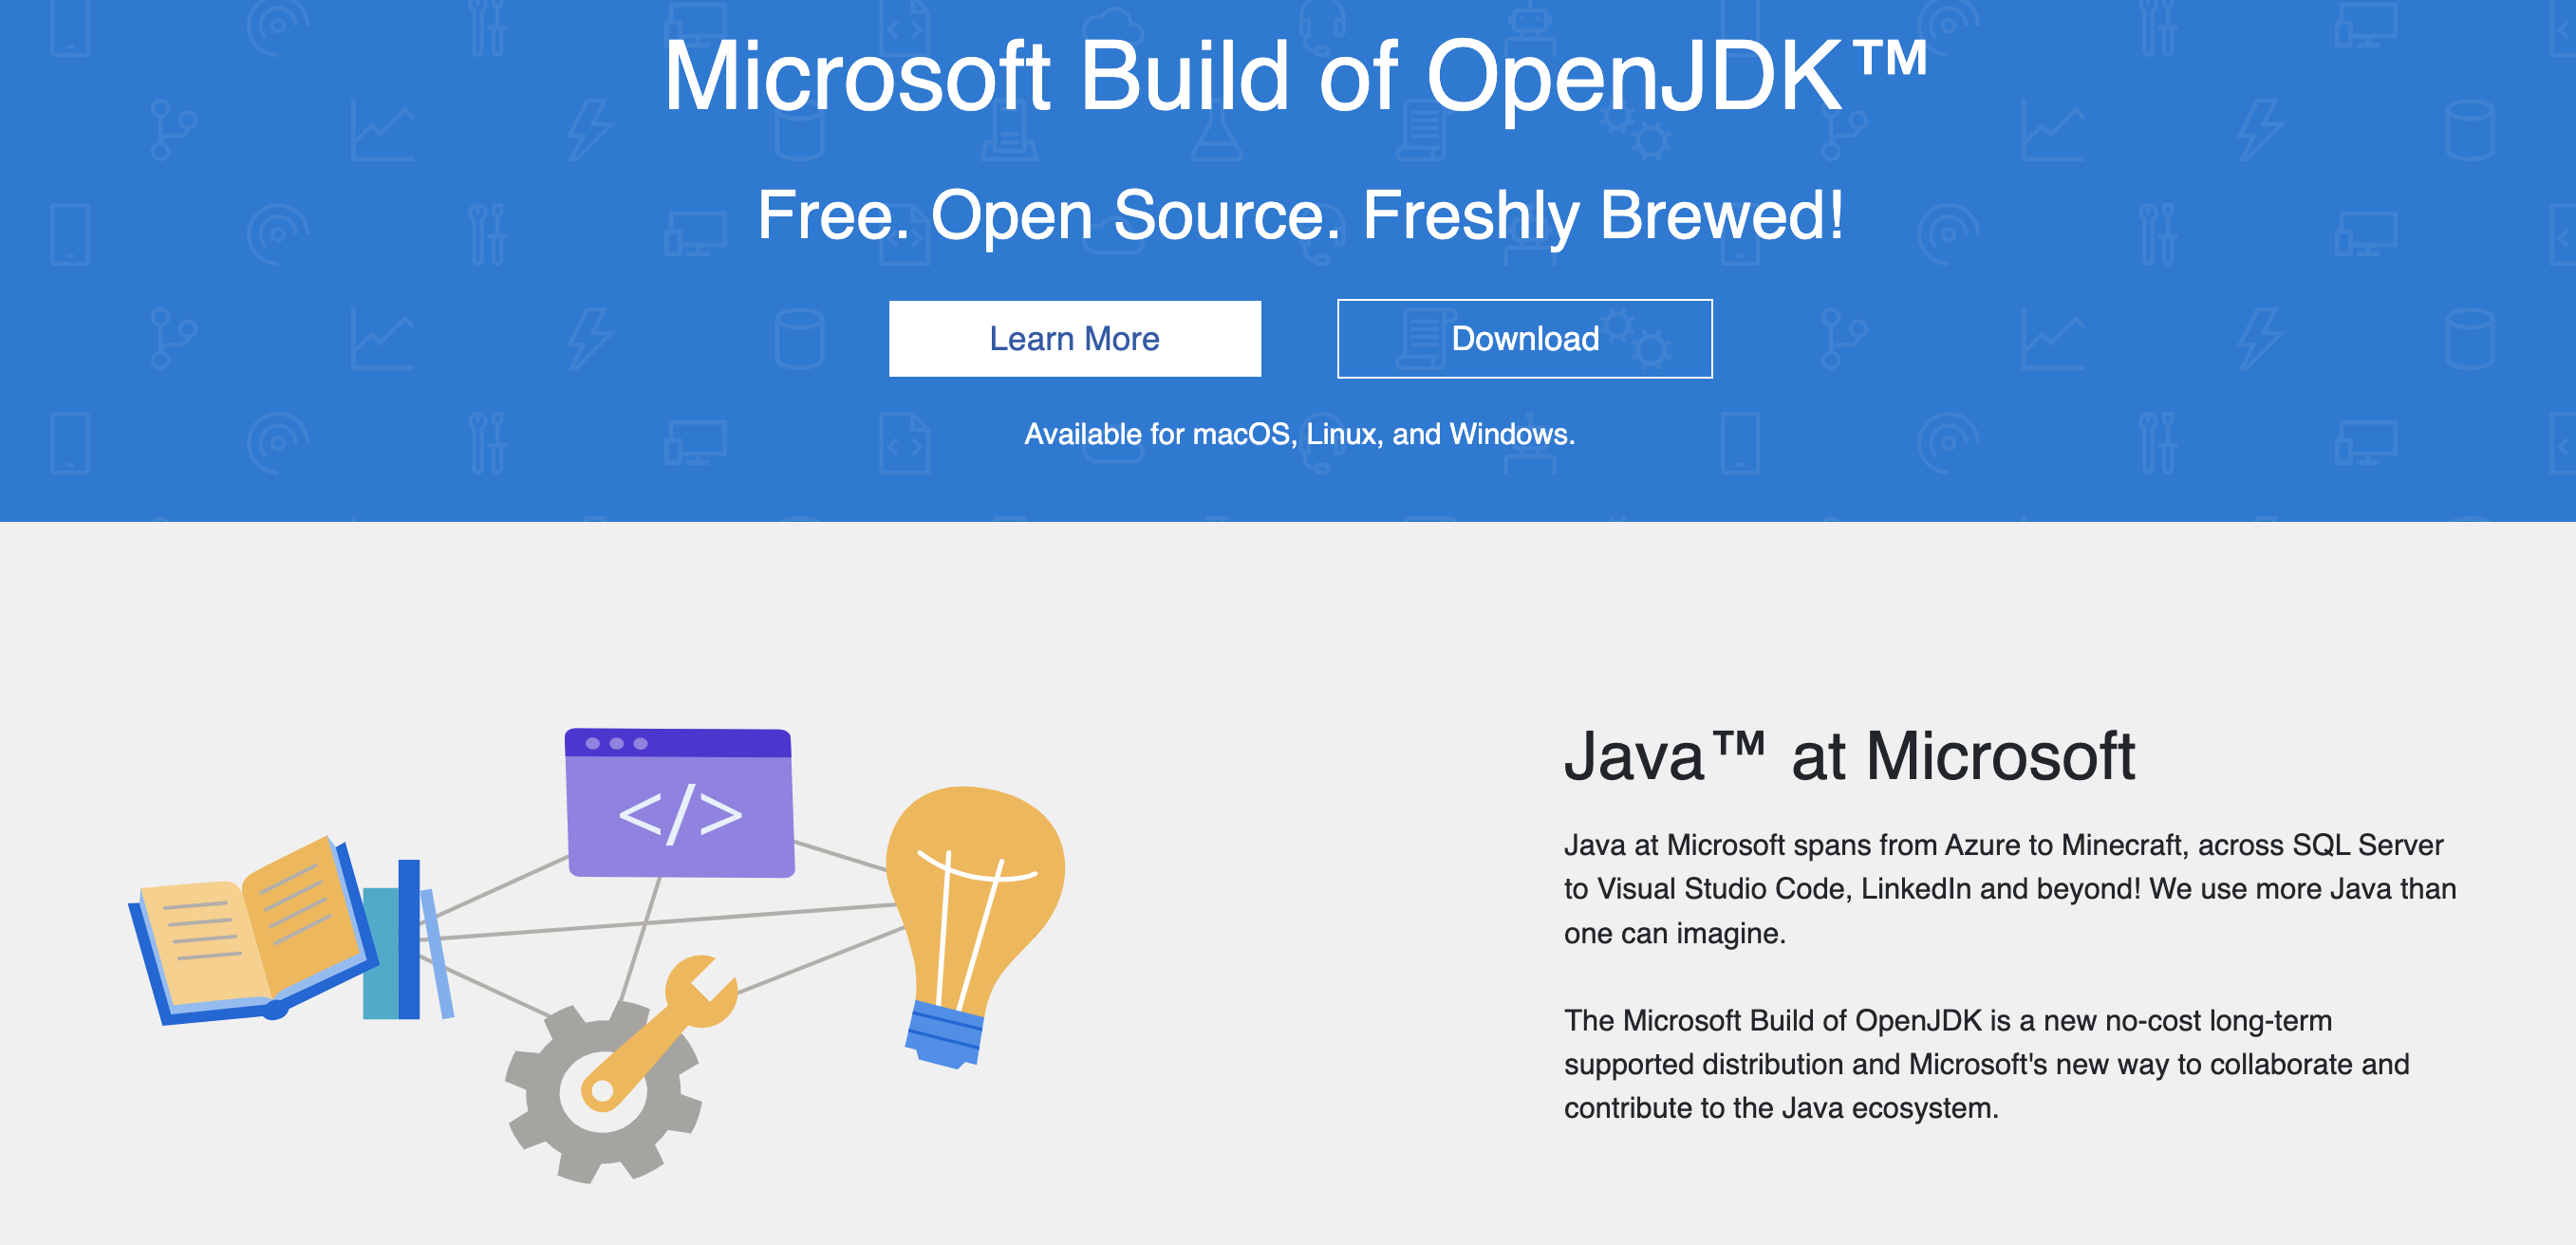 Microsoft Build of OpenJDK™
Free. Open Source. Freshly Brewed!
Learn More
Download
Available for macOS, Linux, and Windows.
</>
Java™ at Microsoft
Java at Microsoft spans from Azure to Minecraft, across SQL Server
to Visual Studio Code, LinkedIn and beyond! We use more Java than
one can imagine.
The Microsoft Build of OpenJDK is a new no-cost long-term
supported distribution and Microsoft's new way to collaborate and
contribute to the Java ecosystem.